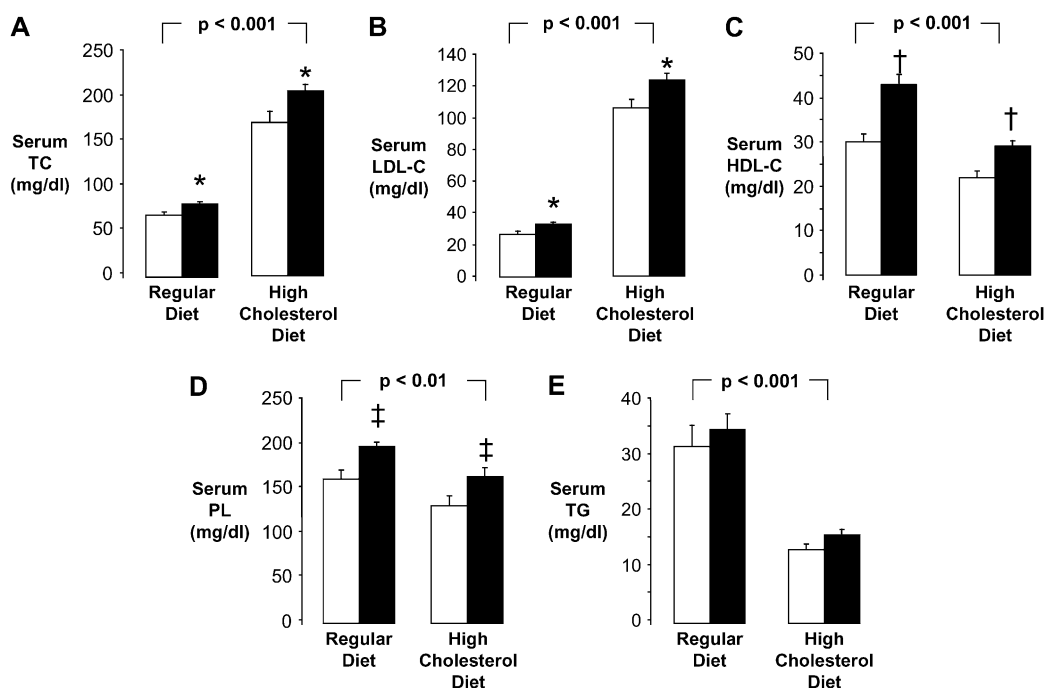 A
p < 0.001
250
200
150
100
50
0
Serum
TC
(mg/dl)
*
*
Regular
Diet
High
Cholesterol
Diet
B
p < 0.001
140
120
100
80
60
40
20
0
Serum
LDL-C
(mg/dl)
*
*
Regular
Diet
High
Cholesterol
Diet
C
p < 0.001
50
40
30
20
10
0
Serum
HDL-C
(mg/dl)
†
†
Regular
Diet
High
Cholesterol
Diet
D
p < 0.01
250
200
150
100
50
0
Serum
PL
(mg/dl)
‡
‡
Regular
Diet
High
Cholesterol
Diet
E
p < 0.001
40
30
20
10
0
Serum
TG
(mg/dl)
Regular
Diet
High
Cholesterol
Diet